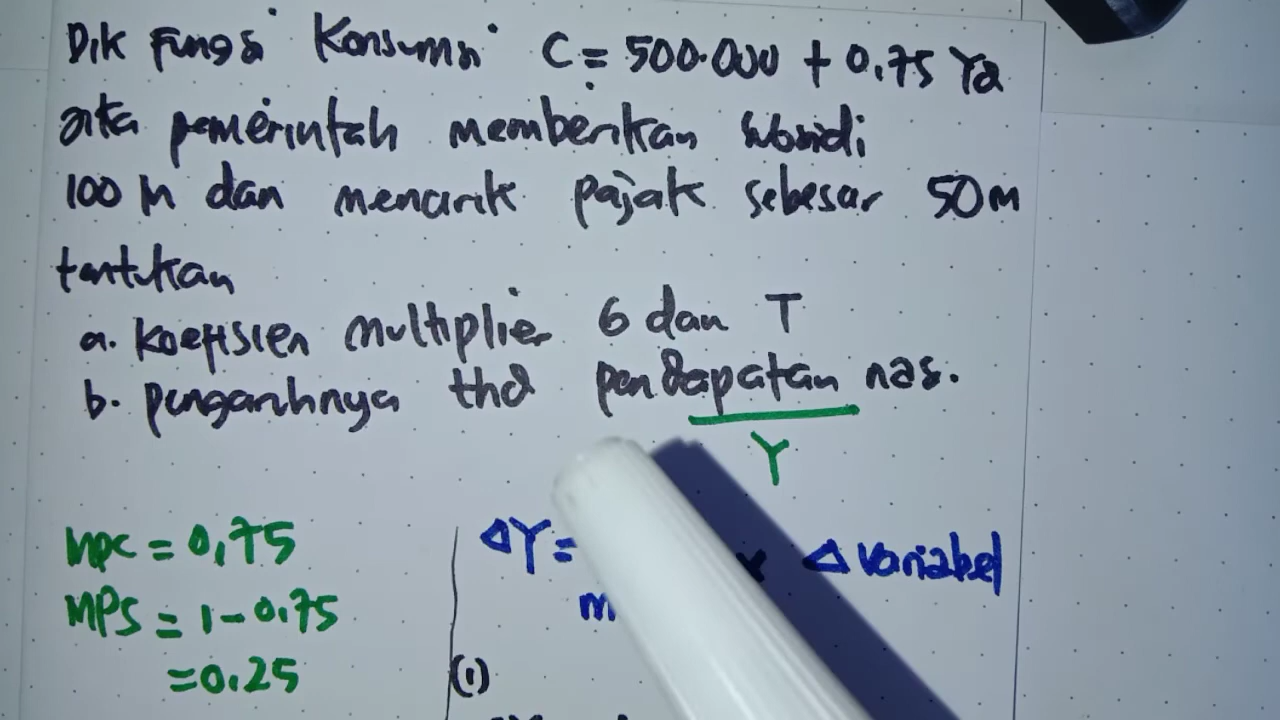 Dik Fungsi Konsumsi C = 500.000 + 0,75 Yd
jika pemerintah memberikan subsidi
100 M dan menarik pajak sebesar 50 M
tentukan
a. Koefisien multiplier G dan T
b. pengaruhnya thd pendapatan nas.
Y
MPC = 0,75
MPS = 1 - 0.75
= 0.25
ΔY =
x Δ variabel
(1)